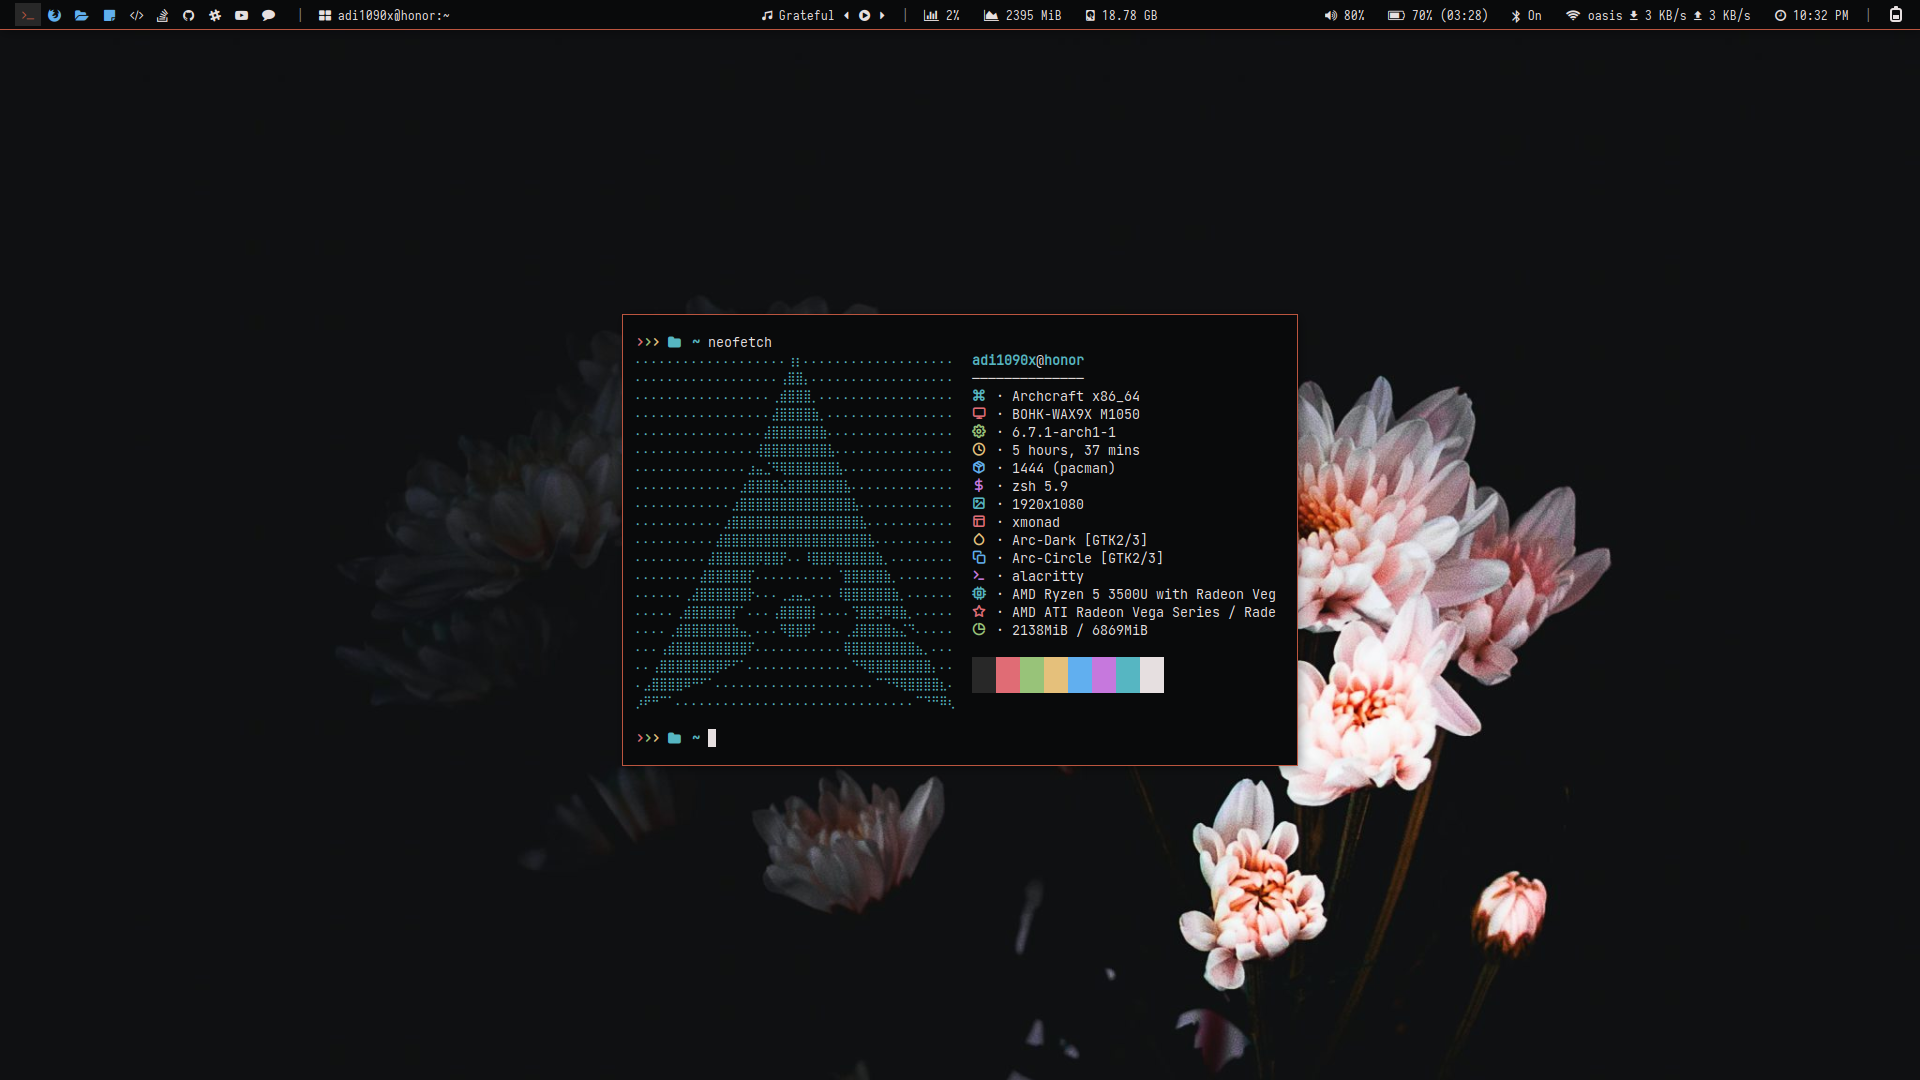 adi1090x@honor:~
Grateful
2%
2395 MiB
18.78 GB
80%
70% (03:28)
On
oasis 3 KB/s 3 KB/s
10:32 PM
~ neofetch
adi1090x@honor
· Archcraft x86_64
· BOHK-WAX9X M1050
· 6.7.1-arch1-1
· 5 hours, 37 mins
· 1444 (pacman)
· zsh 5.9
· 1920x1080
· xmonad
· Arc-Dark [GTK2/3]
· Arc-Circle [GTK2/3]
· alacritty
· AMD Ryzen 5 3500U with Radeon Veg
· AMD ATI Radeon Vega Series / Rade
· 2138MiB / 6869MiB
~